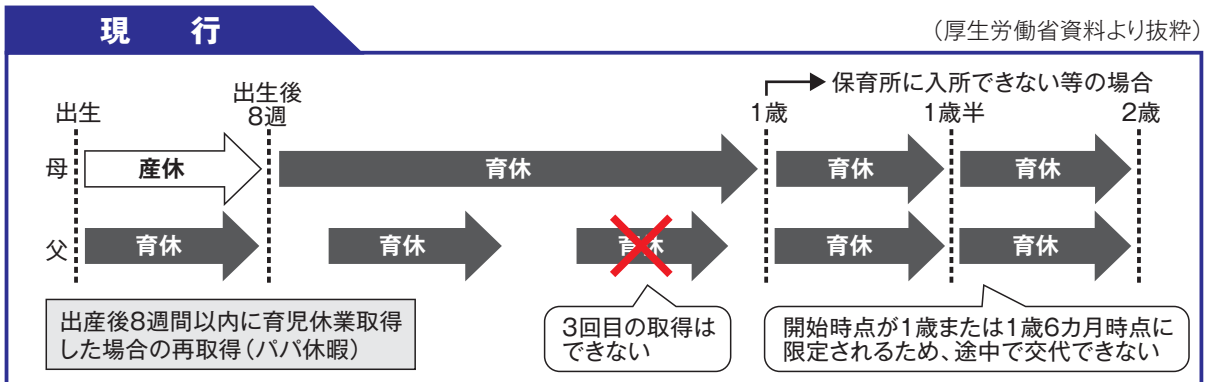 現 行
(厚生労働省資料より抜粋)
保育所に入所できない等の場合
出生
出生後
8週
1歳
1歳半
2歳
母
産休
育休
育休
育休
父
育休
育休
育休
育休
育休
出産後8週間以内に育児休業取得
した場合の再取得(パパ休暇)
3回目の取得は
できない
開始時点が1歳または1歳6カ月時点に
限定されるため、途中で交代できない